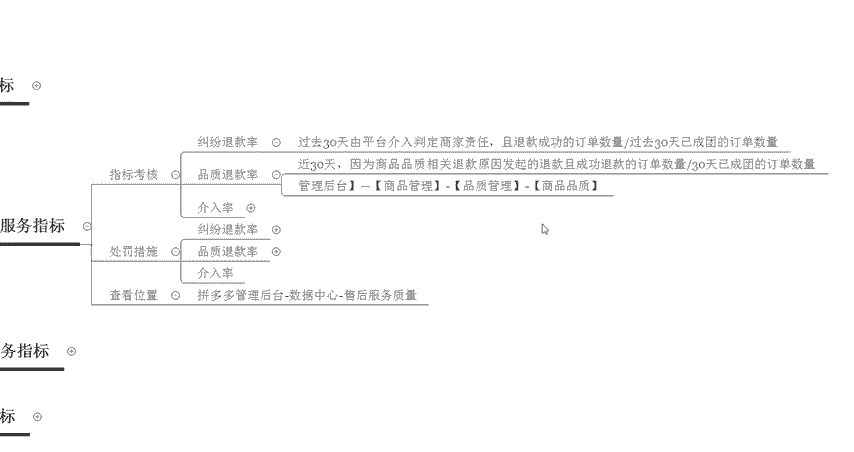 标
纠纷退款率
过去30天由平台介入判定商家责任，且退款成功的订单数量/过去30天已成团的订单数量
近30天，因为商品品质相关退款原因发起的退款且成功退款的订单数量/30天已成团的订单数量
指标考核
品质退款率
管理后台】—【商品管理】-【品质管理】-【商品品质】
介入率
服务指标
纠纷退款率
处罚措施
品质退款率
介入率
查看位置
拼多多管理后台-数据中心-售后服务质量
务指标
标